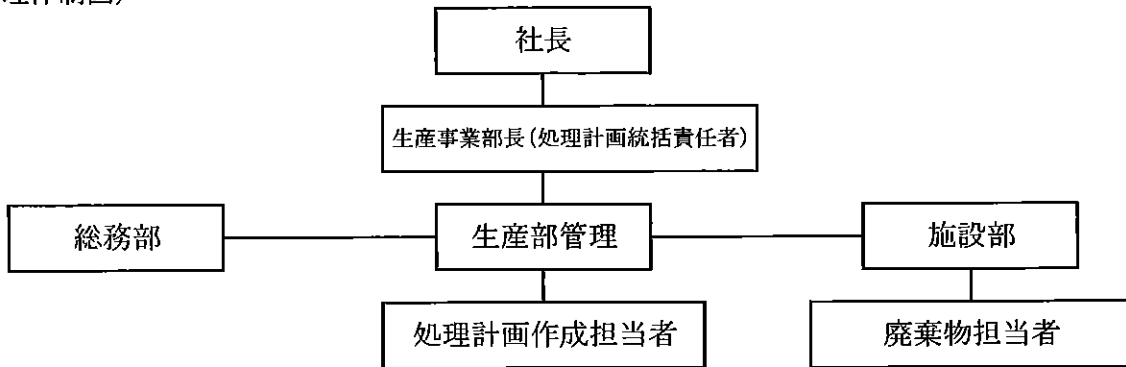 社長
生産事業部長(処理計画統括責任者)
総務部
生産部管理
施設部
処理計画作成担当者
廃棄物担当者